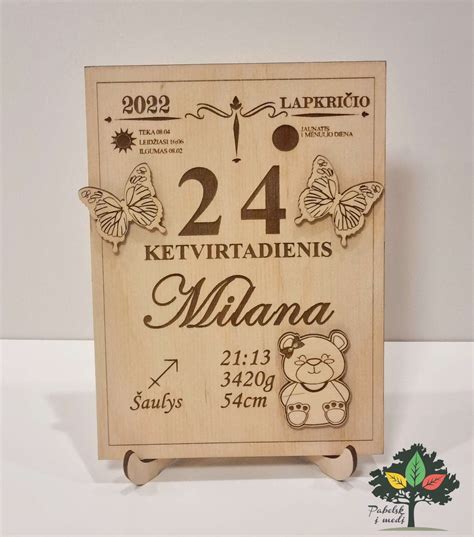 2022
LAPKRIČIO
TEKA 08:04
LEIDŽIASI 16:06
ILGUMAS 08.02
JAUNATIS
1 MĖNULIO DIENA
24
KETVIRTADIENIS
Milana
Šaulys
21:13
3420g
54cm
Pabelsk
į medį